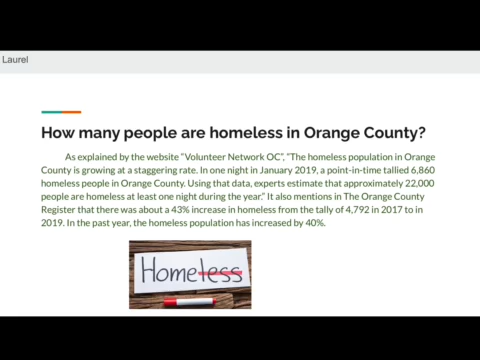 Laurel
How many people are homeless in Orange County?
As explained by the website "Volunteer Network OC", "The homeless population in Orange
County is growing at a staggering rate. In one night in January 2019, a point-in-time tallied 6,860
homeless people in Orange County. Using that data, experts estimate that approximately 22,000
people are homeless at least one night during the year." It also mentions in The Orange County
Register that there was about a 43% increase in homeless from the tally of 4,792 in 2017 to in
2019. In the past year, the homeless population has increased by 40%.
Homeless